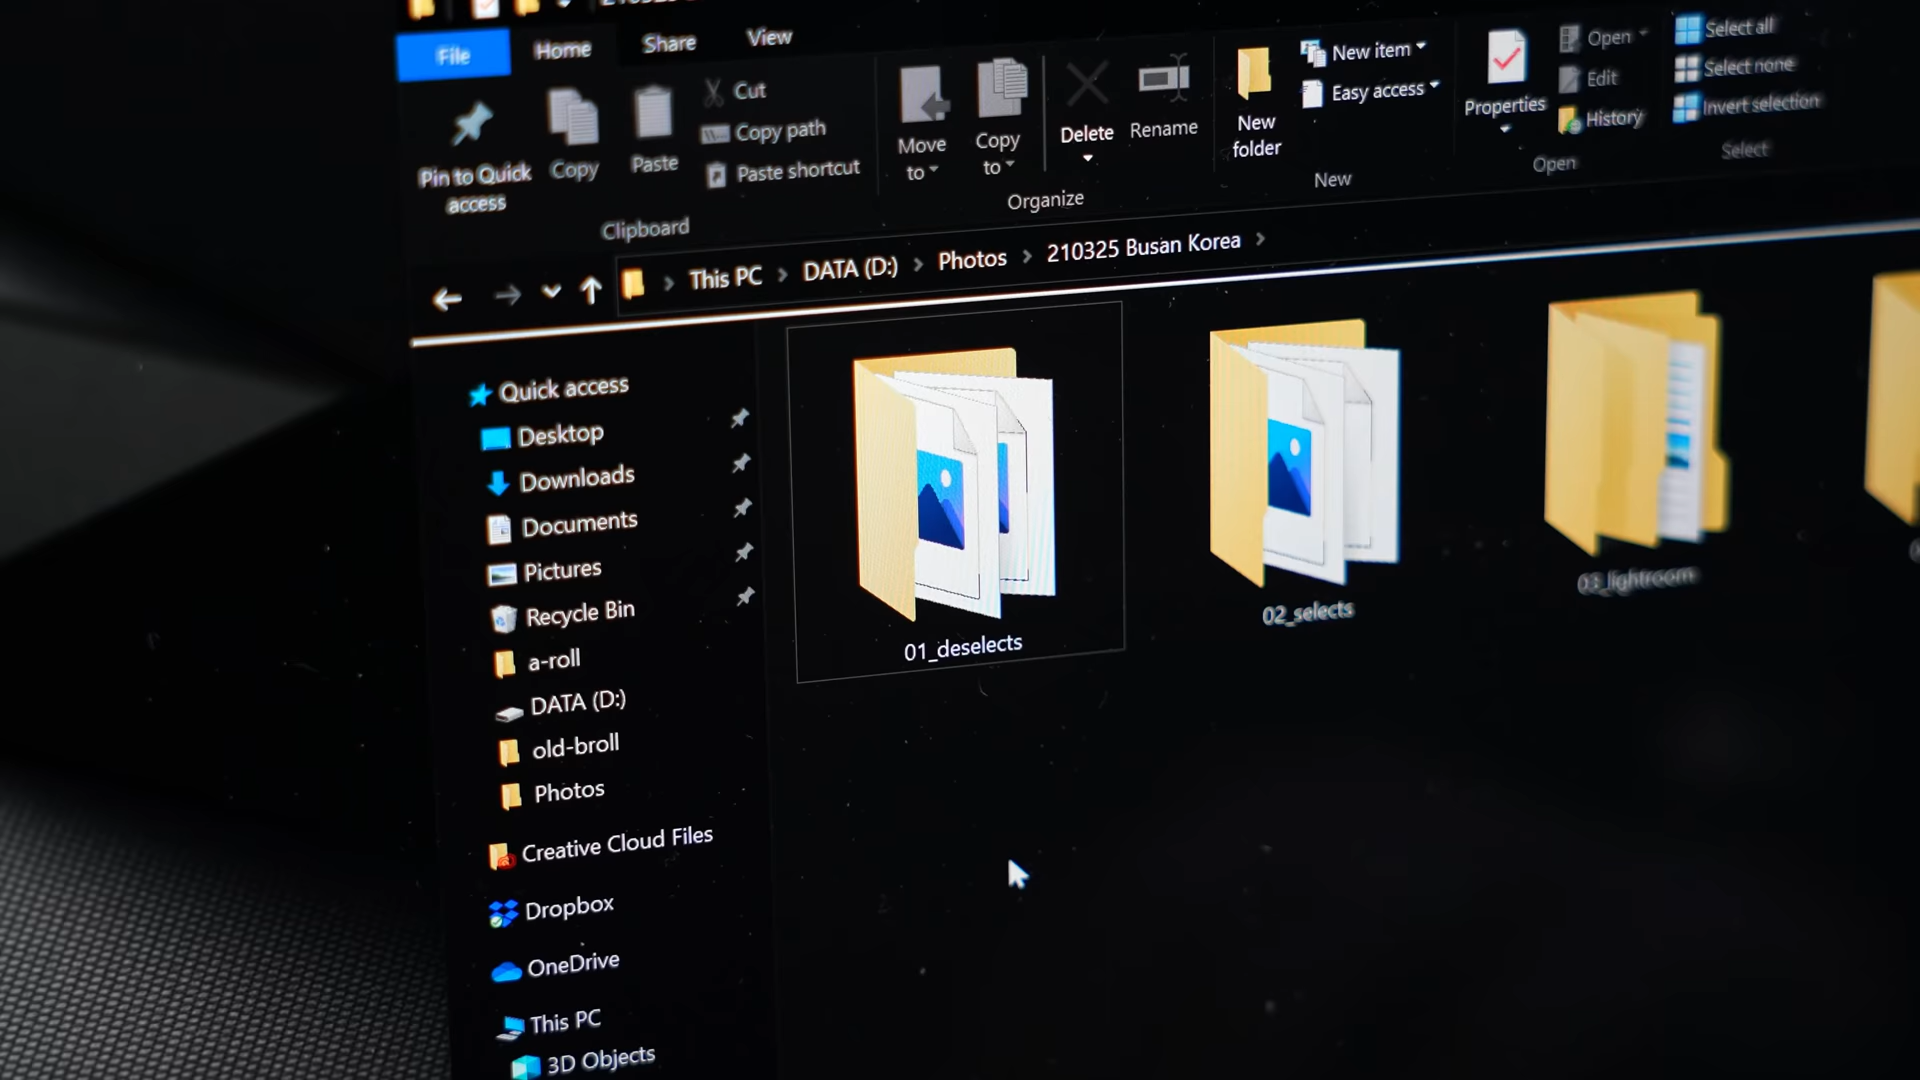 File Home Share View
Pin to Quick access
Copy
Paste
Cut
Copy path
Paste shortcut
Clipboard
Move to
Copy to
Delete
Rename
Organize
New folder
New item
Easy access
New
Properties
Open
Edit
History
Open
Select all
Select none
Invert selection
Select
This PC > DATA (D:) > Photos > 210325 Busan Korea >
Quick access
Desktop
Downloads
Documents
Pictures
Recycle Bin
a-roll
DATA (D:)
old-broll
Photos
Creative Cloud Files
Dropbox
OneDrive
This PC
3D Objects
01_deselects
02_selects
03_lightroom